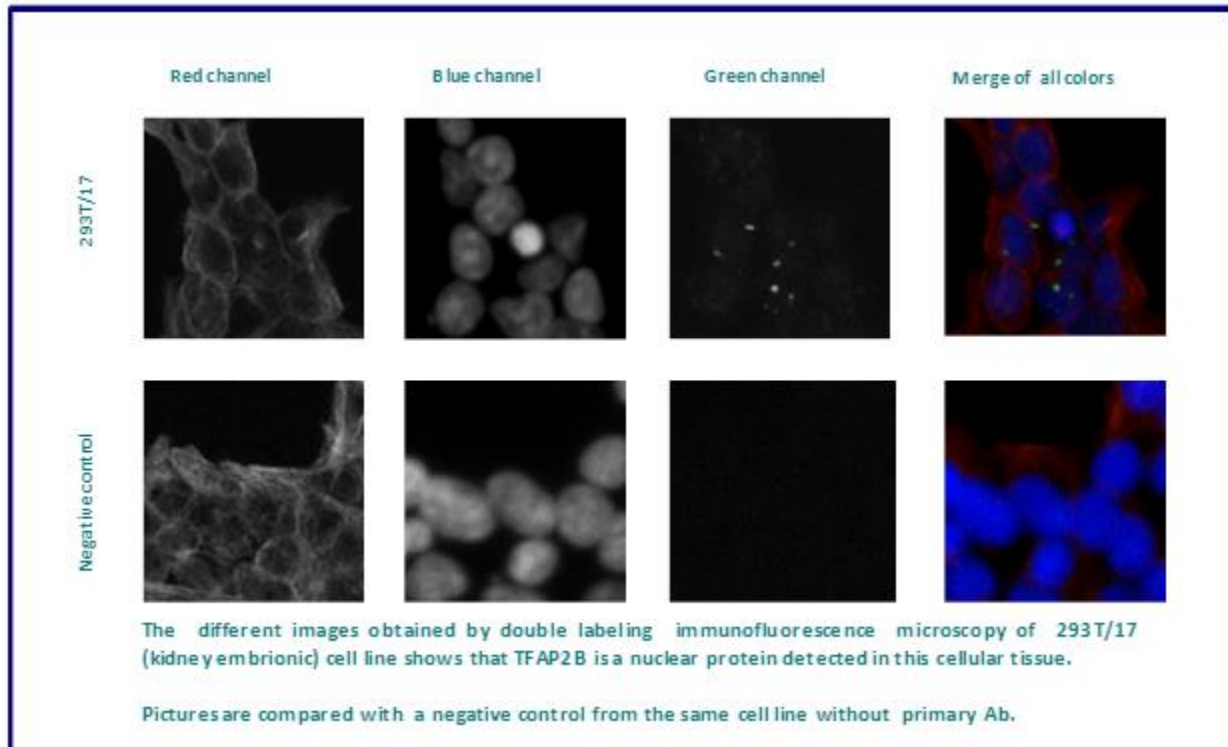 Red channel
Blue channel
Green channel
Merge of all colors
293T/17
Negative control
The different images obtained by double labeling immunofluorescence microscopy of 293T/17
(kidney embrionic) cell line shows that TFAP2B is a nuclear protein detected in this cellular tissue.
Pictures are compared with a negative control from the same cell line without primary Ab.